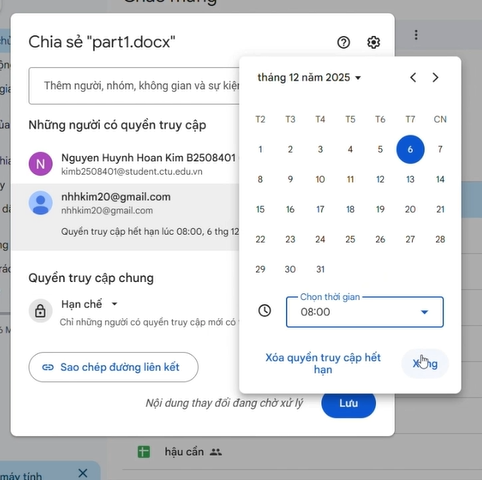 Chia sẻ "part1.docx"
Thêm người, nhóm, không gian và sự kiện
Những người có quyền truy cập
N
Nguyen Huynh Hoan Kim B2508401
kimb2508401@student.ctu.edu.vn
nhhkim20@gmail.com
nhhkim20@gmail.com
Quyền truy cập hết hạn lúc 08:00, 6 thg 12
Quyền truy cập chung
Hạn chế
Chỉ những người có quyền truy cập mới có
Sao chép đường liên kết
Nội dung thay đổi đang chờ xử lý
Lưu
tháng 12 năm 2025
T2 T3 T4 T5 T6 T7 CN
1 2 3 4 5 6 7
8 9 10 11 12 13 14
15 16 17 18 19 20 21
22 23 24 25 26 27 28
29 30 31
Chọn thời gian
08:00
Xóa quyền truy cập hết
hạn
Xong
hậu cần
máy tính